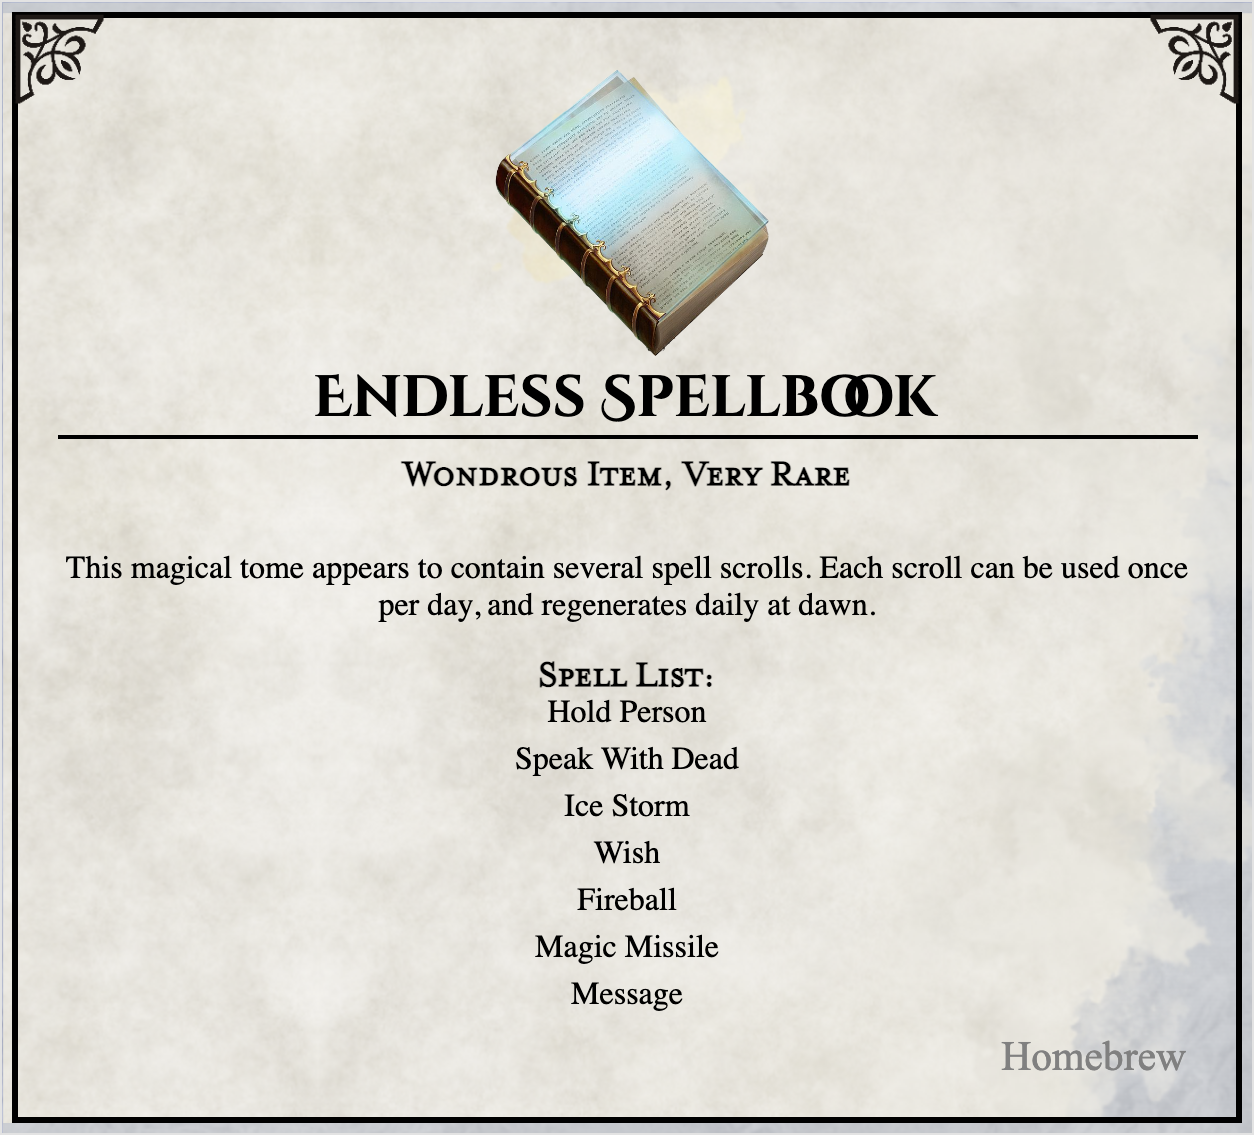 Endless Spellbook
Wondrous Item, Very Rare
This magical tome appears to contain several spell scrolls. Each scroll can be used once
per day, and regenerates daily at dawn.
Spell List:
Hold Person
Speak With Dead
Ice Storm
Wish
Fireball
Magic Missile
Message
Homebrew